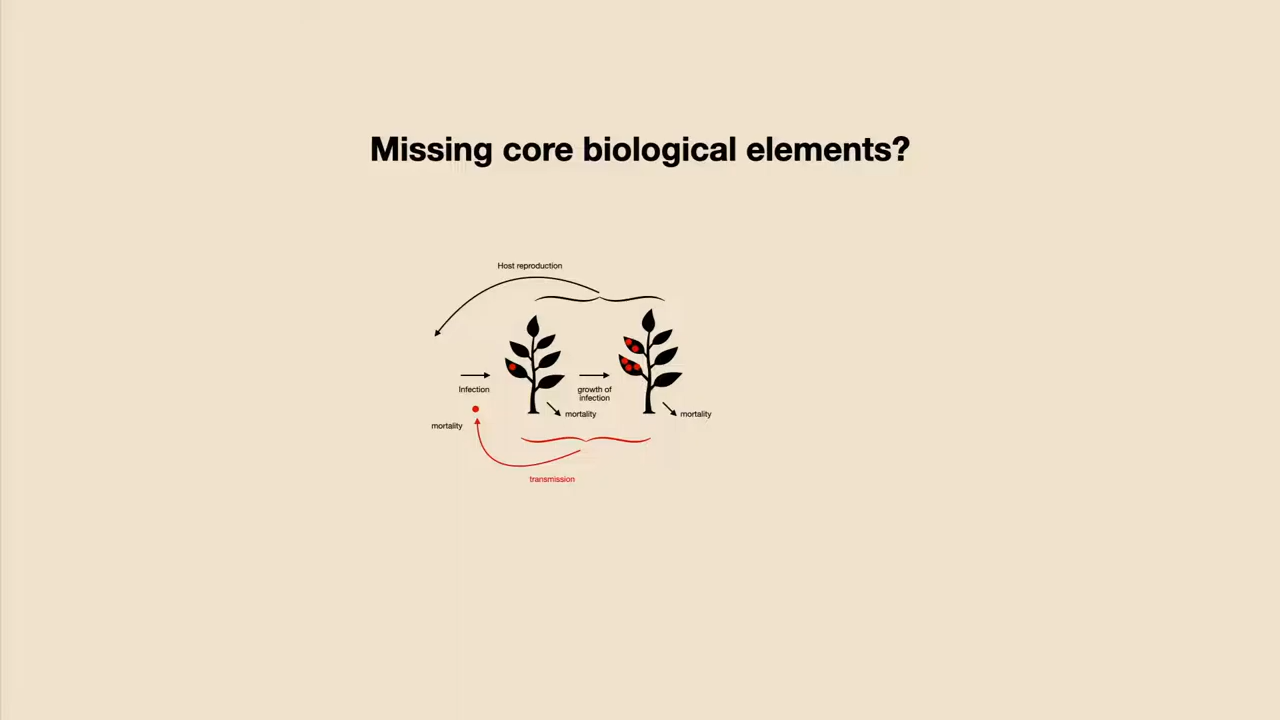 Missing core biological elements?
Host reproduction
Infection
growth of
infection
mortality
mortality
mortality
transmission